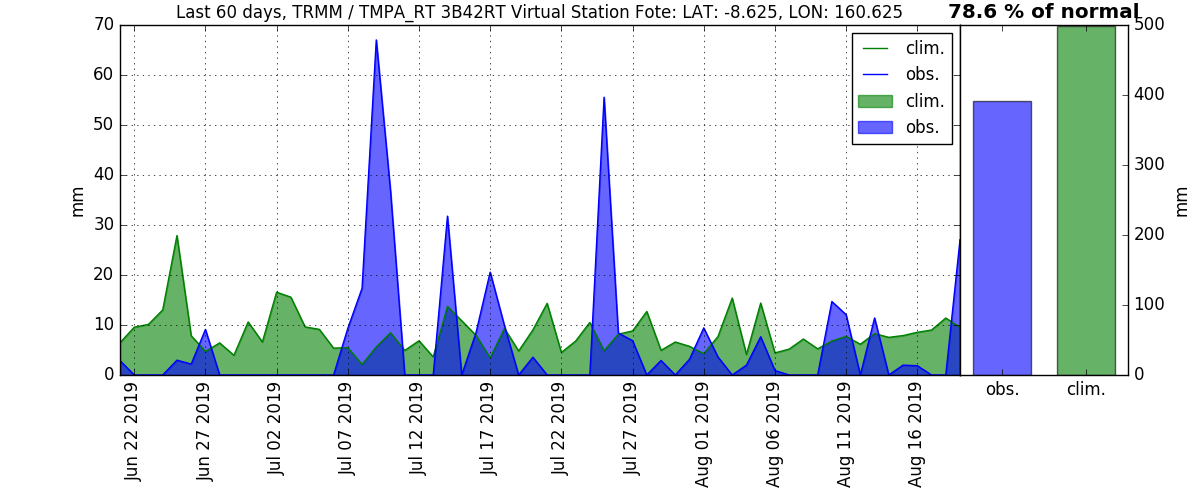 Last 60 days, TRMM / TMPA_RT 3B42RT Virtual Station Fote: LAT: -8.625, LON: 160.625
78.6 % of normal
70
60
50
40
30
20
10
0
mm
clim.
obs.
clim.
obs.
500
400
300
200
100
0
mm
obs.
clim.
Jun 22 2019
Jun 27 2019
Jul 02 2019
Jul 07 2019
Jul 12 2019
Jul 17 2019
Jul 22 2019
Jul 27 2019
Aug 01 2019
Aug 06 2019
Aug 11 2019
Aug 16 2019